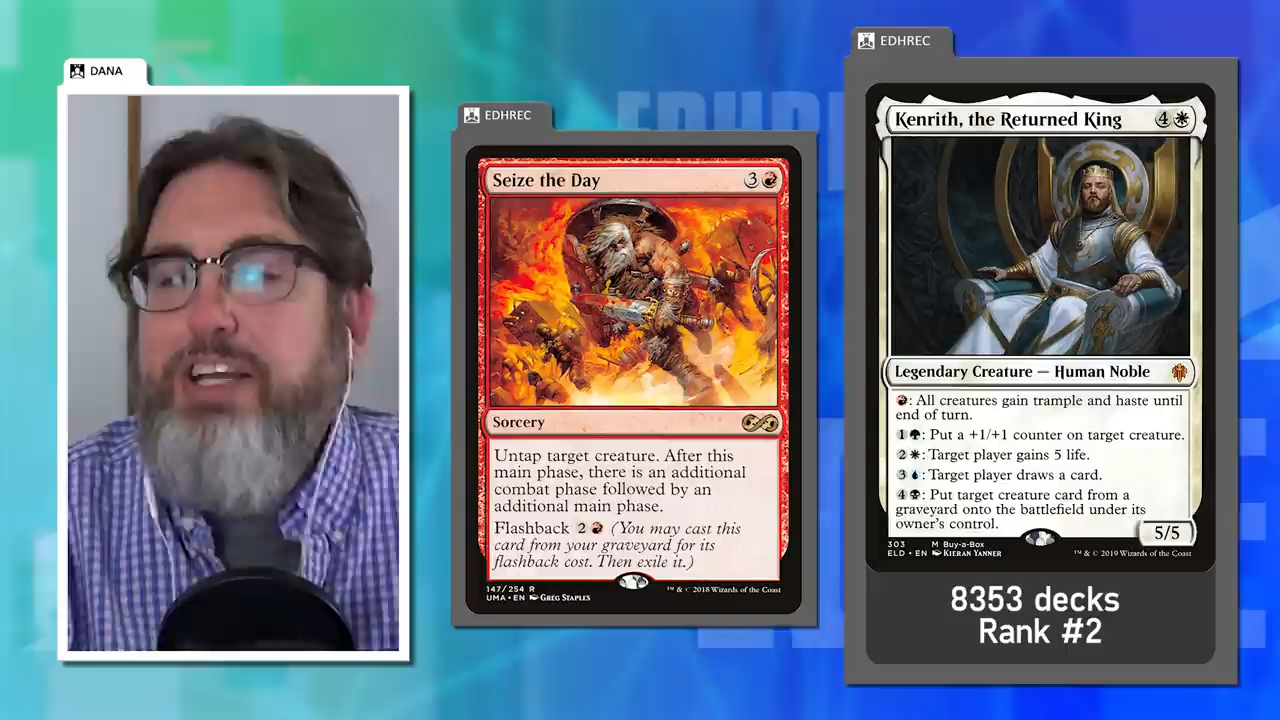 DANA
EDHREC
Seize the Day 3
Sorcery
Untap target creature. After this
main phase, there is an additional
combat phase followed by an
additional main phase.
Flashback 2 (You may cast this
card from your graveyard for its
flashback cost. Then exile it.)
147/254 R
UMA • EN Greg Staples
™ & © 2018 Wizards of the Coast
EDHREC
Kenrith, the Returned King 4
Legendary Creature — Human Noble
: All creatures gain trample and haste until
end of turn.
1 : Put a +1/+1 counter on target creature.
2 : Target player gains 5 life.
3 : Target player draws a card.
4 : Put target creature card from a
graveyard onto the battlefield under its
owner's control.
5/5
303 M Buy-a-Box
ELD • EN Kieran Yanner
™ & © 2019 Wizards of the Coast
8353 decks
Rank #2